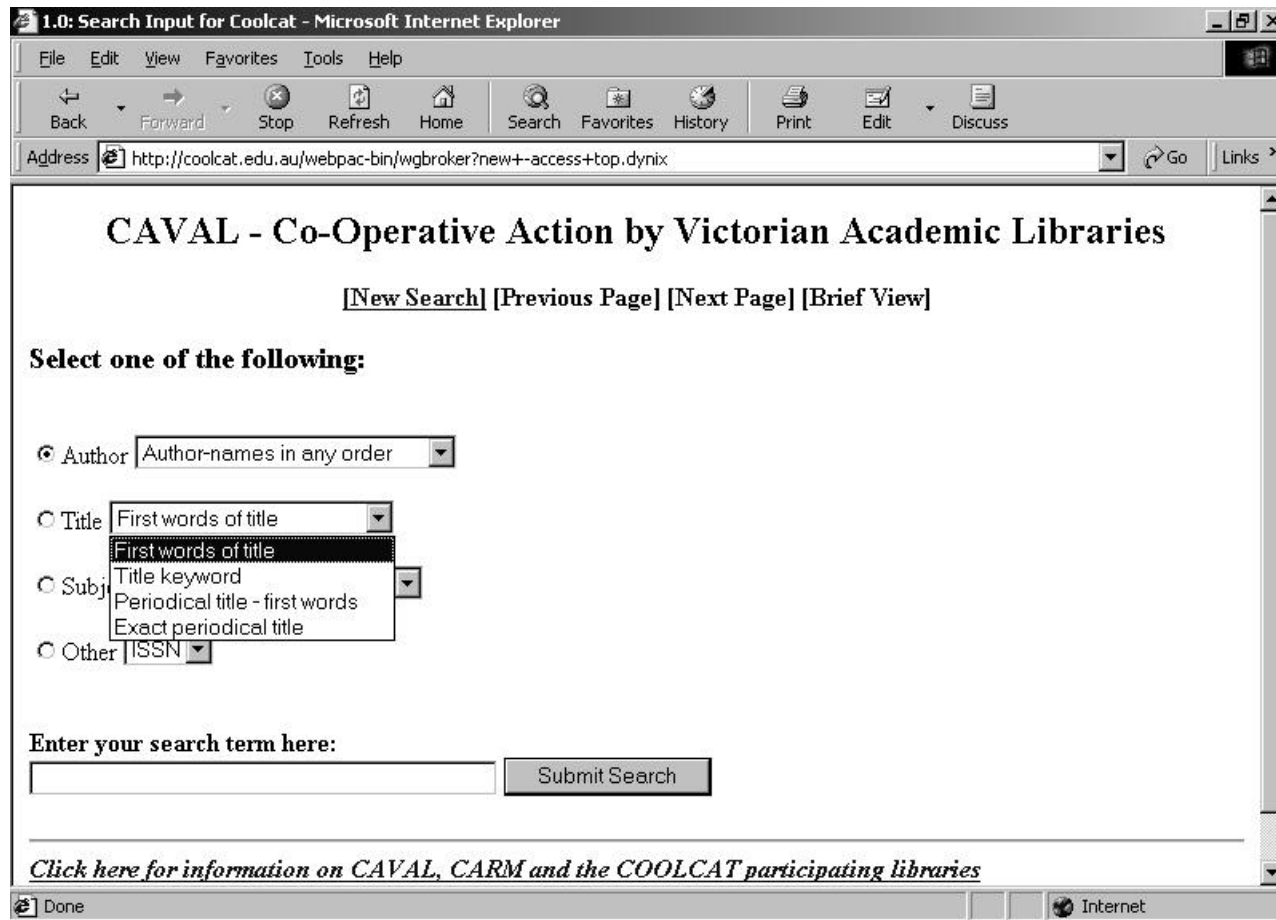 1.0: Search Input for Coolcat - Microsoft Internet Explorer
File Edit View Favorites Tools Help
Back Forward Stop Refresh Home Search Favorites History Print Edit Discuss
Address http://coolcat.edu.au/webpac-bin/wgbroker?new+-access+top.dynix Go Links
CAVAL - Co-Operative Action by Victorian Academic Libraries
[New Search] [Previous Page] [Next Page] [Brief View]
Select one of the following:
Author Author-names in any order
Title First words of title
First words of title
Title keyword
Subj
Periodical title - first words
Exact periodical title
Other ISSN
Enter your search term here:
Submit Search
Click here for information on CAVAL, CARM and the COOLCAT participating libraries
Done Internet